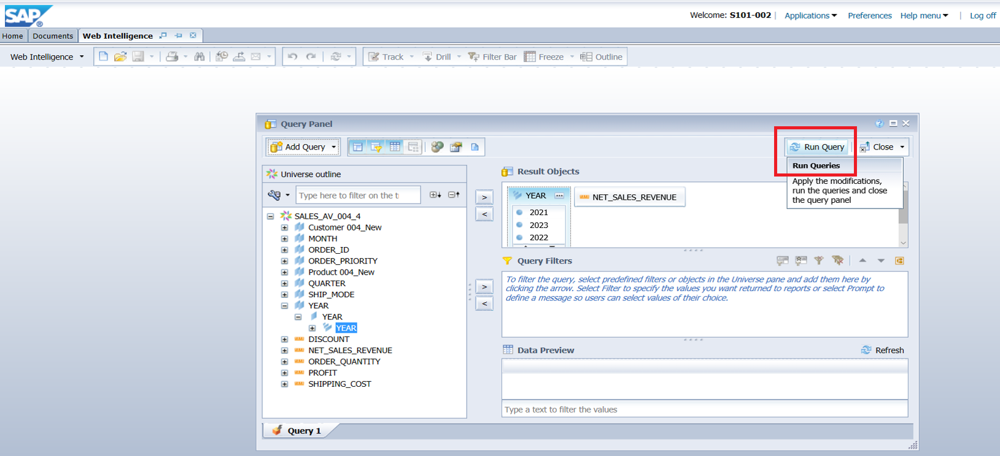 SAP
Welcome: S101-002 | Applications Preferences Help menu | Log off
Home Documents Web Intelligence
Web Intelligence Track Drill Filter Bar Freeze Outline
Query Panel
Add Query Run Query Close
Run Queries
Apply the modifications,
run the queries and close
the query panel
Universe outline
Type here to filter on the t
SALES_AV_004_4
Customer 004_New
MONTH
ORDER_ID
ORDER_PRIORITY
Product 004_New
QUARTER
SHIP_MODE
YEAR
YEAR
YEAR
DISCOUNT
NET_SALES_REVENUE
ORDER_QUANTITY
PROFIT
SHIPPING_COST
>
<
>
<
Result Objects
YEAR NET_SALES_REVENUE
2021
2023
2022
Query Filters
To filter the query, select predefined filters or objects in the Universe pane and add them here by
clicking the arrow. Select Filter to specify the values you want returned to reports or select Prompt to
define a message so users can select values of their choice.
Data Preview Refresh
Type a text to filter the values
Query 1